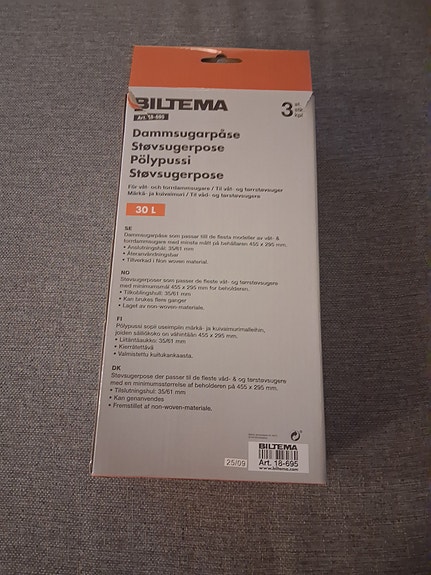 BILTEMA
Art. 18-695
3 st
stk
kpl
Dammsugarpåse
Støvsugerpose
Pölypussi
Støvsugerpose
För våt- och torrdammsugare / Til våt- og tørrstøvsuger
Märkä- ja kuivaimuri / Til våd- og tørstøvsugere
30 L
SE
Dammsugarpåse som passar till de flesta modeller av våt- &
torrdammsugare med minsta mått på behållaren 455 x 295 mm.
• Anslutningshål: 35/61 mm
• Återanvändningsbar
• Tillverkad i Non woven material.
NO
Støvsugerposer som passer de fleste våt- og tørrstøvsugere
med minimumsmål 455 x 295 mm for beholderen.
• Tilkoblingshull: 35/61 mm
• Kan brukes flere ganger
• Laget av non-woven-materiale.
FI
Pölypussi sopii useimpiin märkä- ja kuivaimurimalleihin,
joiden säiliökoko on vähintään 455 x 295 mm.
• Liitäntäaukko: 35/61 mm
• Kierrätettävä
• Valmistettu kuitukankaasta.
DK
Støvsugerpose der passer til de fleste våd- & og tørstøvsugere
med en minimumsstørrelse af beholderen på 455 x 295 mm.
• Tilslutningshul: 35/61 mm
• Kan genanvendes
• Fremstillet af non-woven-materiale.
25/09
BILTEMA
Art. 18-695
www.biltema.com